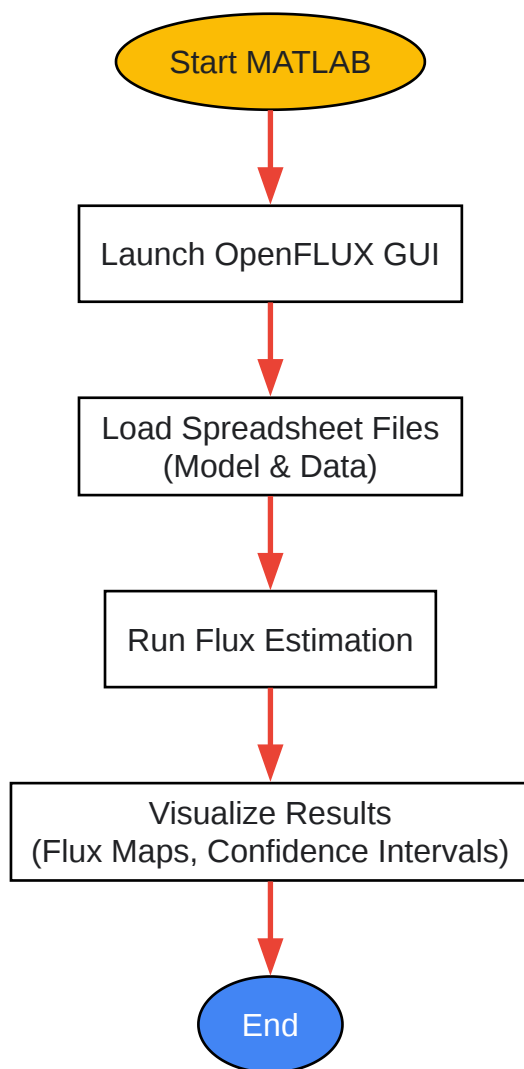 Start MATLAB
Launch OpenFLUX GUI
Load Spreadsheet Files
(Model & Data)
Run Flux Estimation
Visualize Results
(Flux Maps, Confidence Intervals)
End